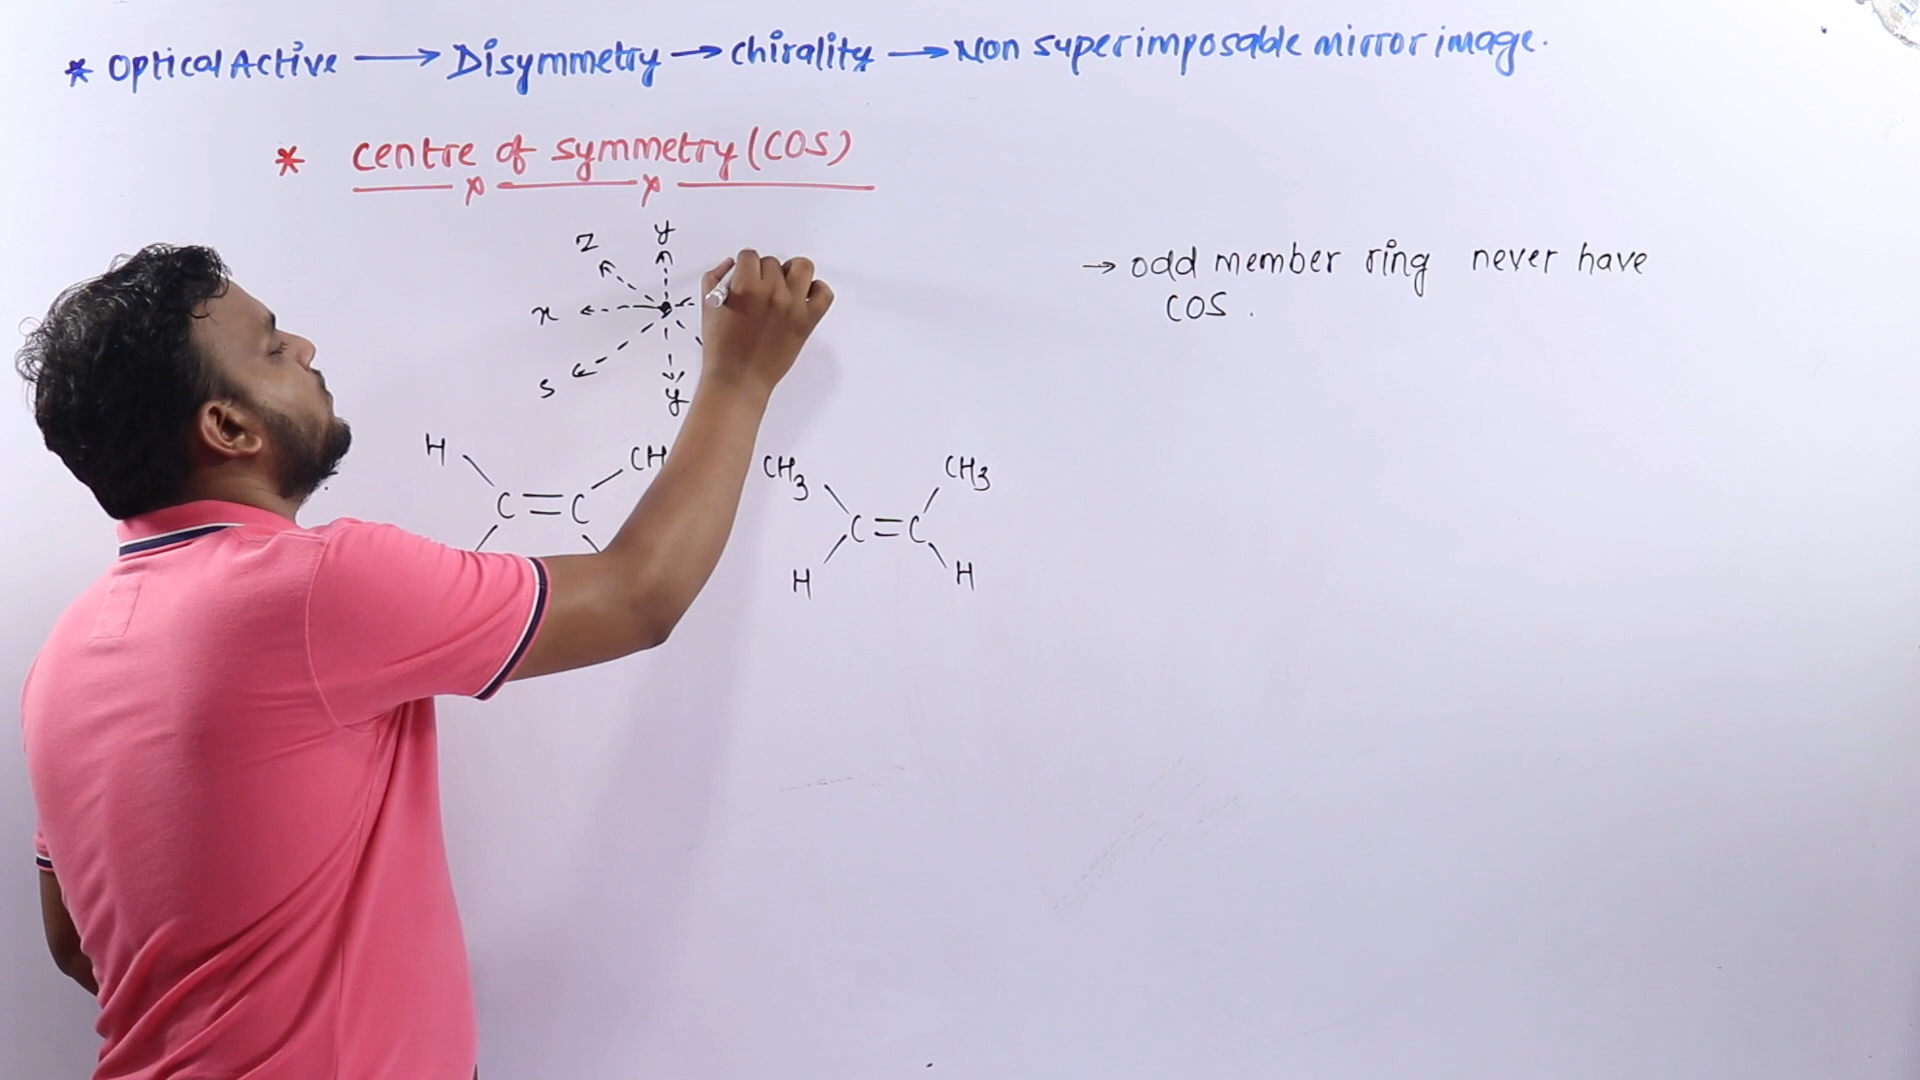 * Optical Active → Disymmetry → chirality → Non superimposable mirror image.
* centre of symmetry (COS)
z y
x
s
y
→ odd member ring never have
COS.
H CH
C=C
CH3 CH3
C=C
H H